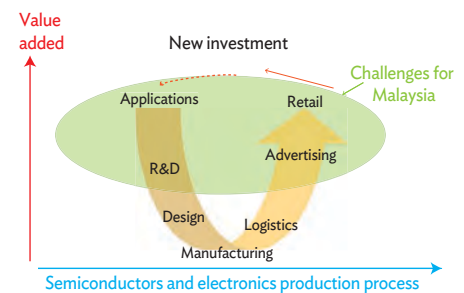 Value
added
New investment
Challenges for
Malaysia
Applications
Retail
Advertising
R&D
Design
Logistics
Manufacturing
Semiconductors and electronics production process